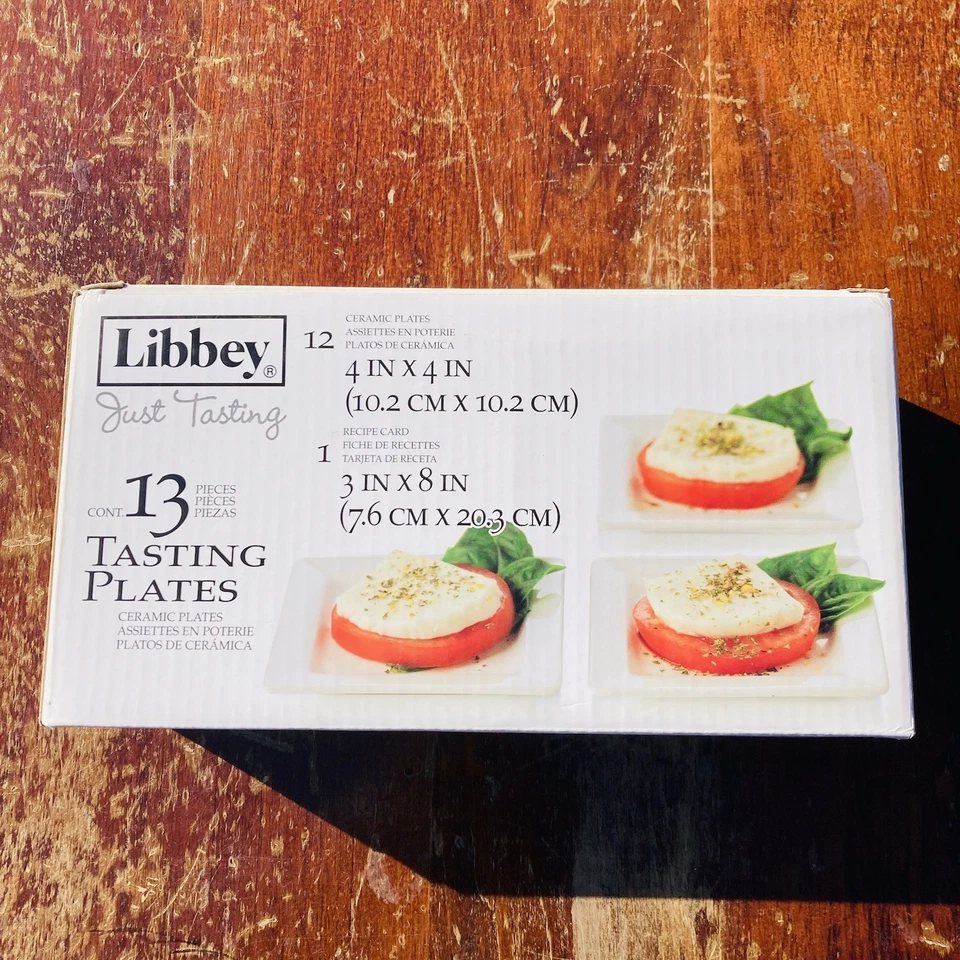 Libbey®
Just Tasting
CONT. 13 PIECES
PIÈCES
PIEZAS
TASTING
PLATES
CERAMIC PLATES
ASSIETTES EN POTERIE
PLATOS DE CERÁMICA
12 CERAMIC PLATES
ASSIETTES EN POTERIE
PLATOS DE CERÁMICA
4 IN X 4 IN
(10.2 CM X 10.2 CM)
1 RECIPE CARD
FICHE DE RECETTES
TARJETA DE RECETA
3 IN X 8 IN
(7.6 CM X 20.3 CM)